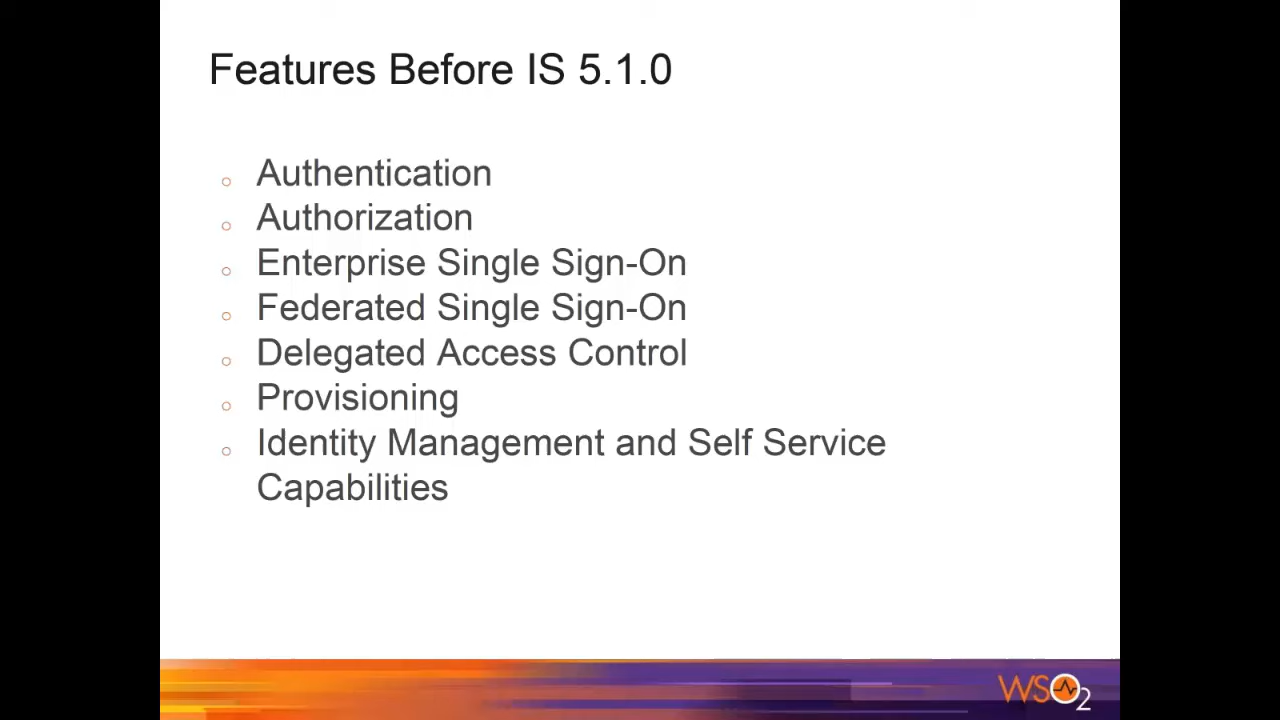 Features Before IS 5.1.0
Authentication
Authorization
Enterprise Single Sign-On
Federated Single Sign-On
Delegated Access Control
Provisioning
Identity Management and Self Service
Capabilities
WSO2